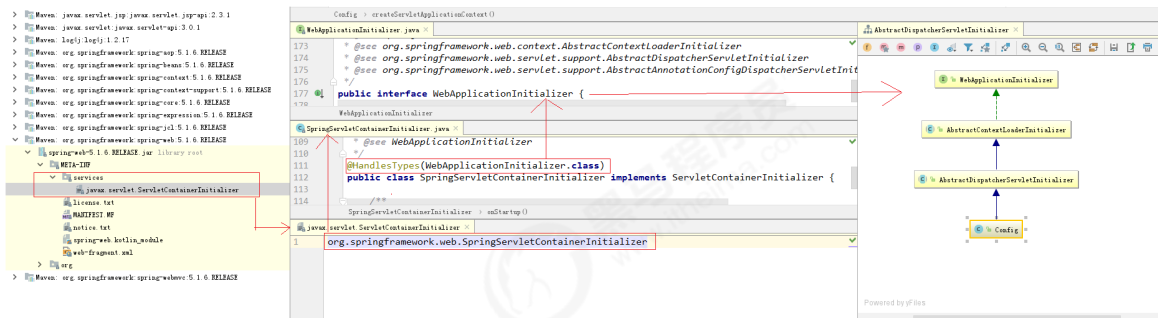 Maven: javax.servlet.jsp:javax.servlet.jsp-api:2.3.1
Maven: javax.servlet:javax.servlet-api:3.0.1
Maven: log4j:log4j:1.2.17
Maven: org.springframework:spring-aop:5.1.6.RELEASE
Maven: org.springframework:spring-beans:5.1.6.RELEASE
Maven: org.springframework:spring-context:5.1.6.RELEASE
Maven: org.springframework:spring-context-support:5.1.6.RELEASE
Maven: org.springframework:spring-core:5.1.6.RELEASE
Maven: org.springframework:spring-expression:5.1.6.RELEASE
Maven: org.springframework:spring-jcl:5.1.6.RELEASE
Maven: org.springframework:spring-web:5.1.6.RELEASE
spring-web-5.1.6.RELEASE.jar library root
META-INF
services
javax.servlet.ServletContainerInitializer
license.txt
MANIFEST.MF
notice.txt
spring-web.kotlin_module
web-fragment.xml
org
Maven: org.springframework:spring-webmvc:5.1.6.RELEASE
Config > createServletApplicationContext()
WebApplicationInitializer.java ×
173 * @see org.springframework.web.context.AbstractContextLoaderInitializer
174 * @see org.springframework.web.servlet.support.AbstractDispatcherServletInitializer
175 * @see org.springframework.web.servlet.support.AbstractAnnotationConfigDispatcherServletInit
176 */
177 public interface WebApplicationInitializer {
178
WebApplicationInitializer
SpringServletContainerInitializer.java ×
109 * @see WebApplicationInitializer
110 */
111 @HandlesTypes(WebApplicationInitializer.class)
112 public class SpringServletContainerInitializer implements ServletContainerInitializer {
113
114 /**
SpringServletContainerInitializer > onStartup()
javax.servlet.ServletContainerInitializer ×
1 org.springframework.web.SpringServletContainerInitializer
AbstractDispatcherServletInitializer ×
WebApplicationInitializer
AbstractContextLoaderInitializer
AbstractDispatcherServletInitializer
Config
Powered by yFiles
黑马程序员